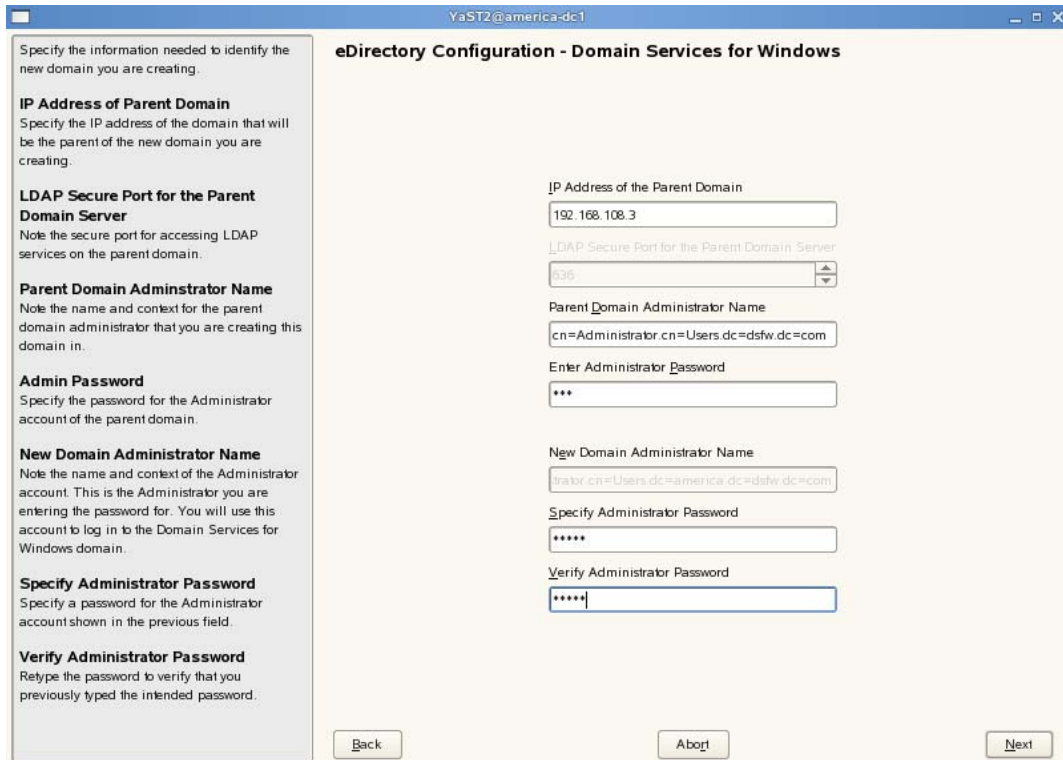 YaST2@america-dc1
Specify the information needed to identify the
new domain you are creating.
IP Address of Parent Domain
Specify the IP address of the domain that will
be the parent of the new domain you are
creating.
LDAP Secure Port for the Parent
Domain Server
Note the secure port for accessing LDAP
services on the parent domain.
Parent Domain Adminstrator Name
Note the name and context for the parent
domain administrator that you are creating this
domain in.
Admin Password
Specify the password for the Administrator
account of the parent domain.
New Domain Administrator Name
Note the name and context of the Administrator
account. This is the Administrator you are
entering the password for. You will use this
account to log in to the Domain Services for
Windows domain.
Specify Administrator Password
Specify a password for the Administrator
account shown in the previous field.
Verify Administrator Password
Retype the password to verify that you
previously typed the intended password.
eDirectory Configuration - Domain Services for Windows
IP Address of the Parent Domain
192.168.108.3
LDAP Secure Port for the Parent Domain Server
636
Parent Domain Administrator Name
cn=Administrator.cn=Users.dc=dsfw.dc=com
Enter Administrator Password
***
New Domain Administrator Name
trator.cn=Users.dc=america.dc=dsfw.dc=com
Specify Administrator Password
*****
Verify Administrator Password
*****
Back
Abort
Next